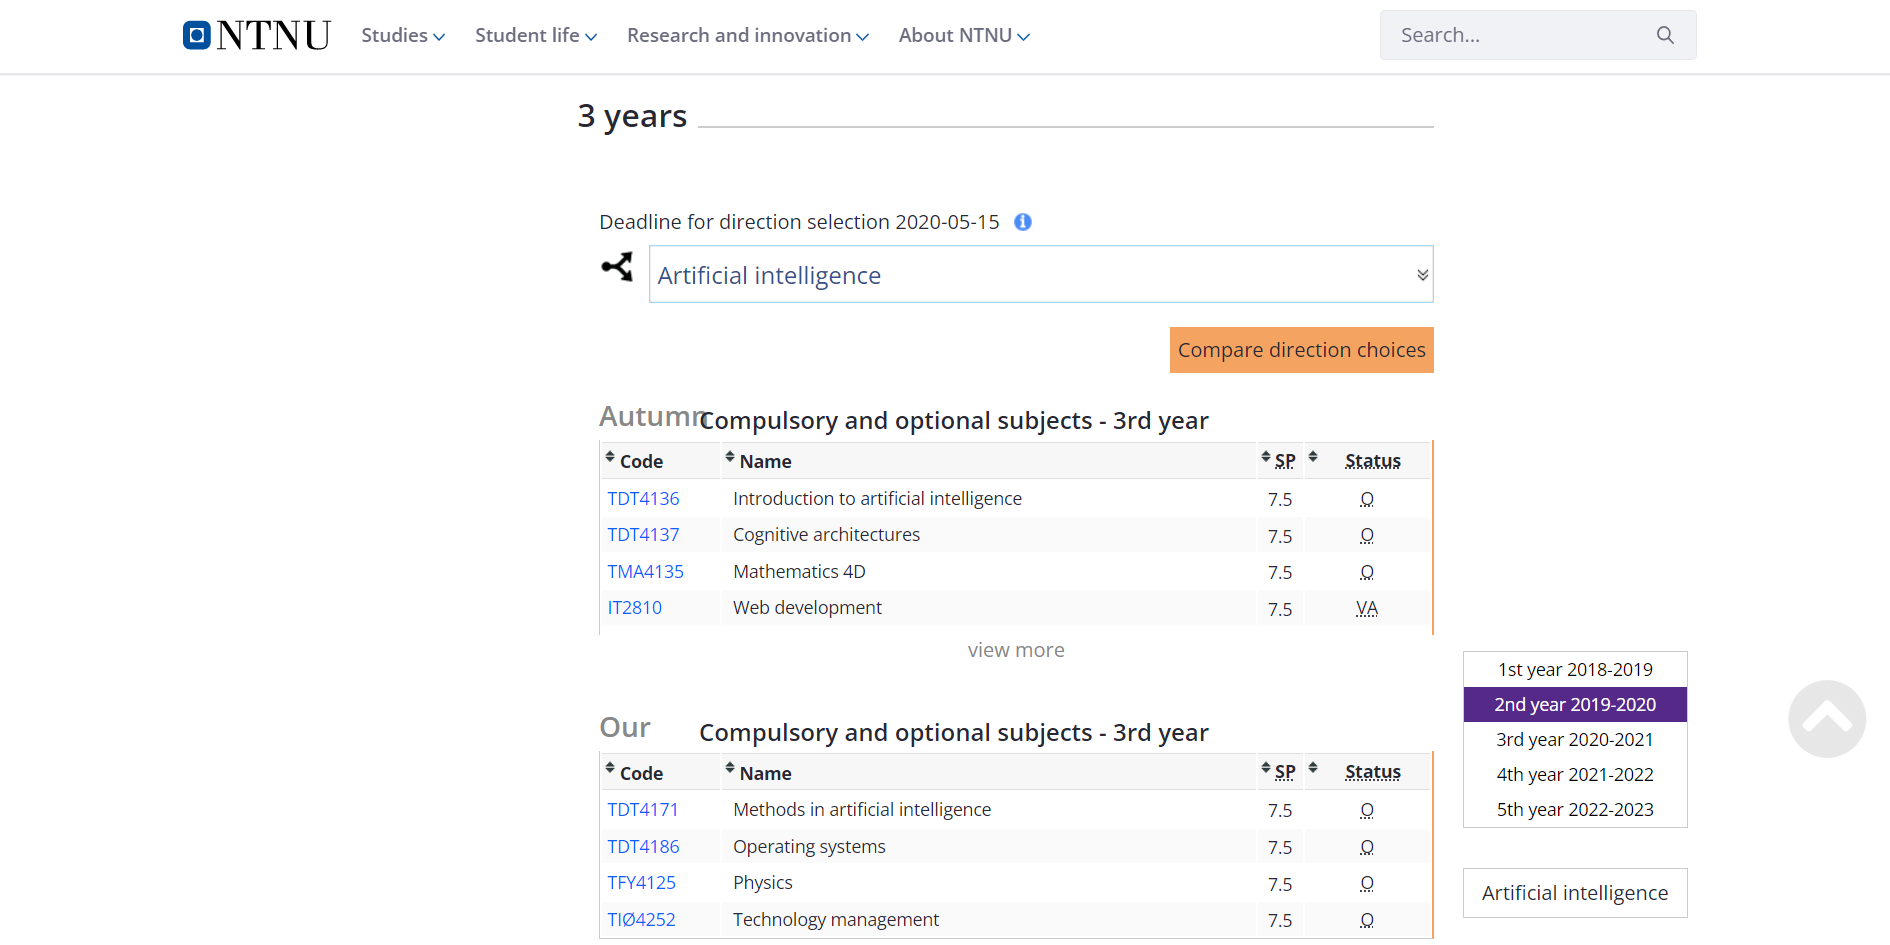 NTNU Studies Student life Research and innovation About NTNU Search...
3 years
Deadline for direction selection 2020-05-15
Artificial intelligence
Compare direction choices
Autumn Compulsory and optional subjects - 3rd year
Code Name SP Status
TDT4136 Introduction to artificial intelligence 7.5 O
TDT4137 Cognitive architectures 7.5 O
TMA4135 Mathematics 4D 7.5 O
IT2810 Web development 7.5 VA
view more
Our Compulsory and optional subjects - 3rd year
Code Name SP Status
TDT4171 Methods in artificial intelligence 7.5 O
TDT4186 Operating systems 7.5 O
TFY4125 Physics 7.5 O
TIØ4252 Technology management 7.5 O
1st year 2018-2019
2nd year 2019-2020
3rd year 2020-2021
4th year 2021-2022
5th year 2022-2023
Artificial intelligence